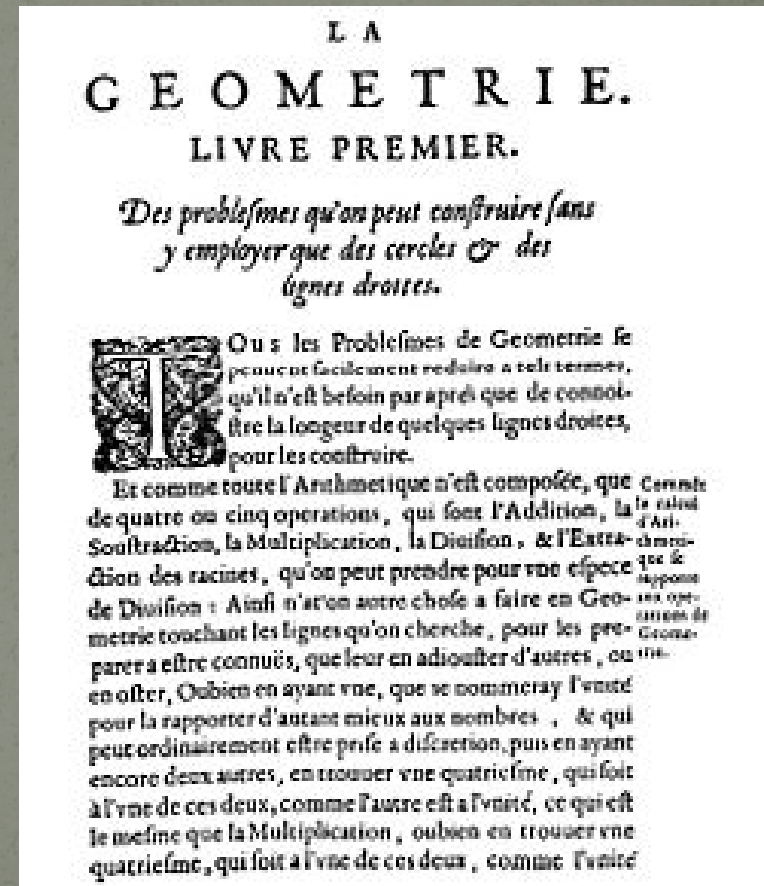 LA
GEOMETRIE.
LIVRE PREMIER.
Des problesmes qu'on peut construire sans
y employer que des cercles & des
lignes droites.
TOus les Problesmes de Geometrie se
peuuent facilement reduire a tels termes,
qu'il n'est besoin par aprés que de connoi-
stre la longeur de quelques lignes droites,
pour les construire.
Et comme toute l'Arithmetique n'est composée, que
de quatre ou cinq operations, qui sont l'Addition, la
Soustraction, la Multiplication, la Diuision, & l'Extra-
ction des racines, qu'on peut prendre pour vne espece
de Diuision : Ainsi n'at'on autre chose a faire en Geo-
metrie touchant les lignes qu'on cherche, pour les pre-
parer a estre connuës, que leur en adiouster d'autres, ou
en oster, Oubien en ayant vne, que ie nommeray l'vnité
pour la rapporter d'autant mieux aux nombres, & qui
peut ordinairement estre prise a discretion, puis en ayant
encore deux autres, en trouuer vne quatriesme, qui soit
à l'vne de ces deux, comme l'autre est a l'vnité, ce qui est
le mesme que la Multiplication, oubien en trouuer vne
quatriesme, qui soit a l'vne de ces deux, comme l'vnité
Comment
le calcul
d'Ari-
thmeti-
que se
rapporte
aux ope-
rations de
Geome-
trie.